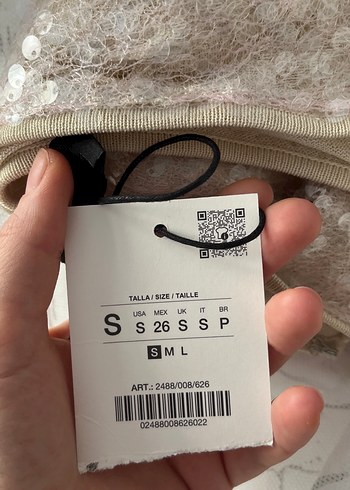 TALLA / SIZE / TAILLE
USA MEX UK IT BR
S S 26 S S P
S M L
ART.: 2488/008/626
02488008626022